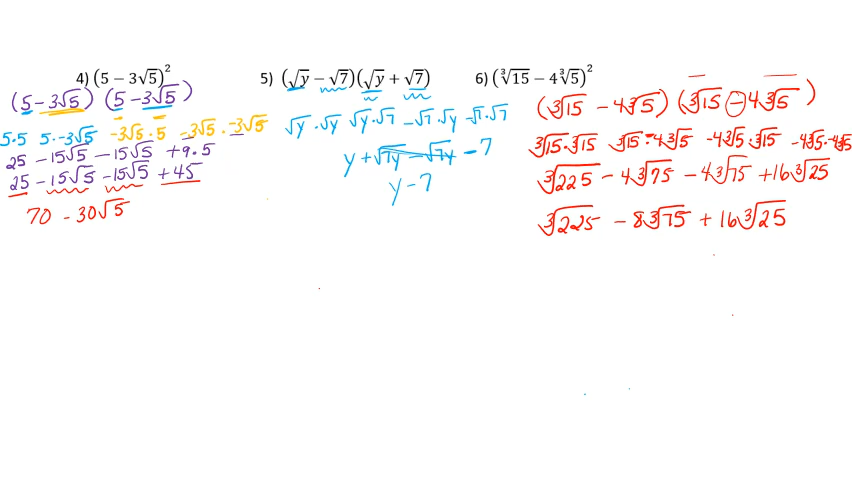 4) (5 − 3√5)²
(5 - 3√5) (5 - 3√5)
5·5 5·-3√5 -3√5·5 -3√5·-3√5
25 - 15√5 - 15√5 + 9·5
25 - 15√5 - 15√5 + 45
70 - 30√5
5) (√y − √7)(√y + √7)
√y·√y √y·√7 -√7·√y -√7·√7
y + √7y - √7y - 7
y - 7
6) (∛15 − 4∛5)²
(∛15 - 4∛5) (∛15 - 4∛5)
∛15·∛15 ∛15·-4∛5 -4∛5·∛15 -4∛5·-4∛5
∛225 - 4∛75 - 4∛75 + 16∛25
∛225 - 8∛75 + 16∛25